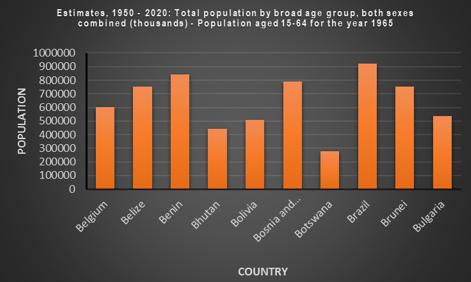 Estimates, 1950 - 2020: Total population by broad age group, both sexes
combined (thousands) - Population aged 15-64 for the year 1965
POPULATION
1000000
900000
800000
700000
600000
500000
400000
300000
200000
100000
0
Belgium
Belize
Benin
Bhutan
Bolivia
Bosnia and...
Botswana
Brazil
Brunei
Bulgaria
COUNTRY